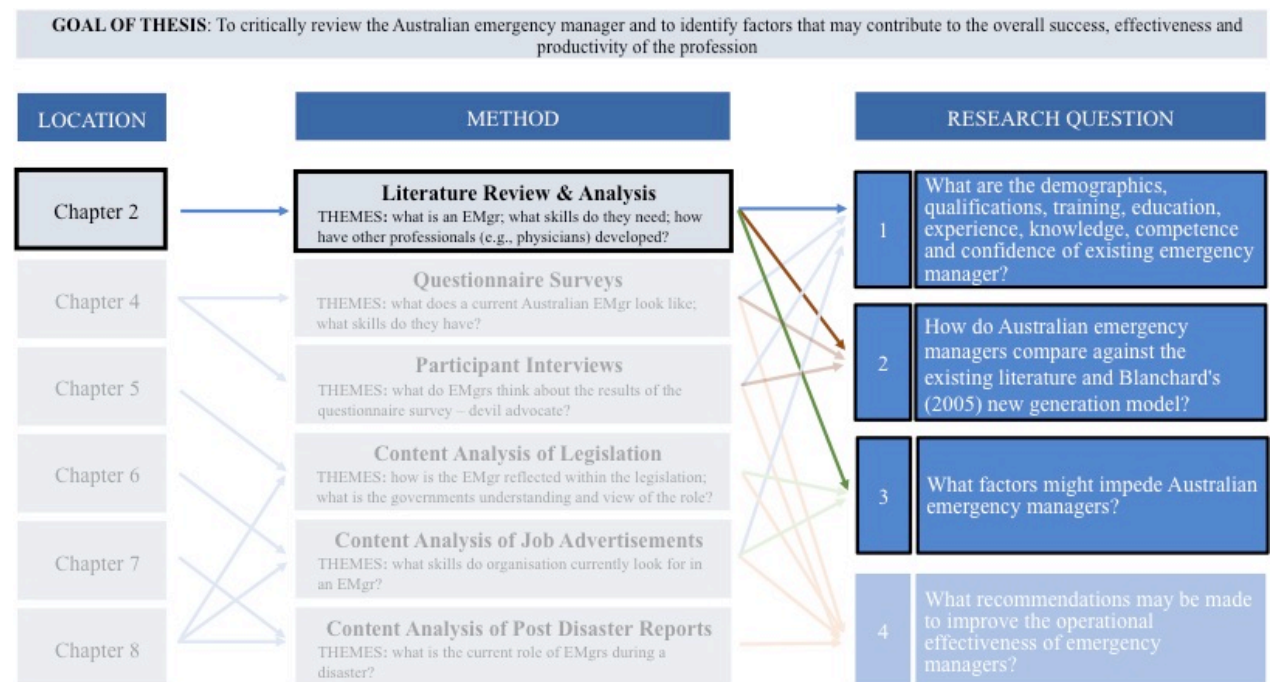 GOAL OF THESIS: To critically review the Australian emergency manager and to identify factors that may contribute to the overall success, effectiveness and
productivity of the profession
LOCATION
METHOD
RESEARCH QUESTION
Chapter 2
Literature Review & Analysis
THEMES: what is an EMgr; what skills do they need; how
have other professionals (e.g., physicians) developed?
1
What are the demographics,
qualifications, training, education,
experience, knowledge, competence
and confidence of existing emergency
manager?
Chapter 4
Questionnaire Surveys
THEMES: what does a current Australian EMgr look like;
what skills do they have?
2
How do Australian emergency
managers compare against the
existing literature and Blanchard's
(2005) new generation model?
Chapter 5
Participant Interviews
THEMES: what do EMgrs think about the results of the
questionnaire survey – devil advocate?
Chapter 6
Content Analysis of Legislation
THEMES: how is the EMgr reflected within the legislation;
what is the governments understanding and view of the role?
3
What factors might impede Australian
emergency managers?
Chapter 7
Content Analysis of Job Advertisements
THEMES: what skills do organisation currently look for in
an EMgr?
Chapter 8
Content Analysis of Post Disaster Reports
THEMES: what is the current role of EMgrs during a
disaster?
4
What recommendations may be made
to improve the operational
effectiveness of emergency
managers?